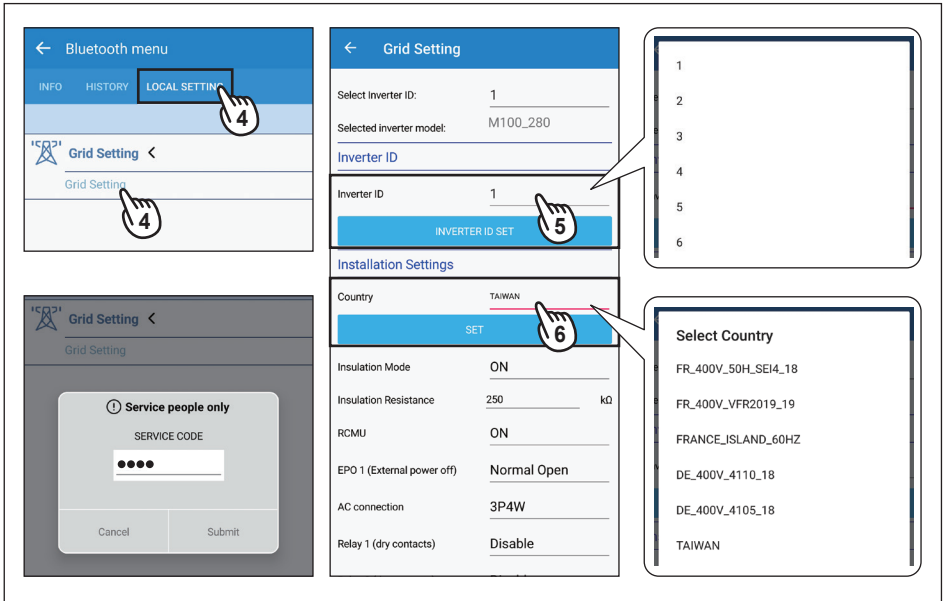 Bluetooth menu
INFO HISTORY LOCAL SETTING
4
Grid Setting
Grid Setting
4
Grid Setting
Grid Setting
Service people only
SERVICE CODE
Cancel Submit
Grid Setting
Select Inverter ID: 1
Selected inverter model: M100_280
Inverter ID
Inverter ID 1
5
INVERTER ID SET
Installation Settings
Country TAIWAN
6
SET
Insulation Mode ON
Insulation Resistance 250 kΩ
RCMU ON
EPO 1 (External power off) Normal Open
AC connection 3P4W
Relay 1 (dry contacts) Disable
1
2
3
4
5
6
Select Country
FR_400V_50H_SEI4_18
FR_400V_VFR2019_19
FRANCE_ISLAND_60HZ
DE_400V_4110_18
DE_400V_4105_18
TAIWAN